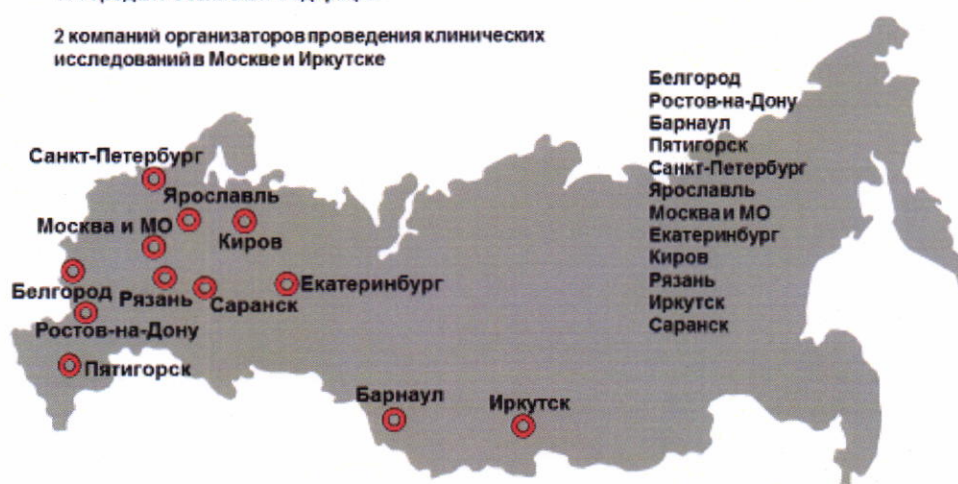 2 компаний организаторов проведения клинических
исследований в Москве и Иркутске
Белгород
Ростов-на-Дону
Барнаул
Пятигорск
Санкт-Петербург
Ярославль
Москва и МО
Екатеринбург
Киров
Рязань
Иркутск
Саранск
Санкт-Петербург
Ярославль
Москва и МО
Киров
Белгород
Рязань
Саранск
Екатеринбург
Ростов-на-Дону
Пятигорск
Барнаул
Иркутск